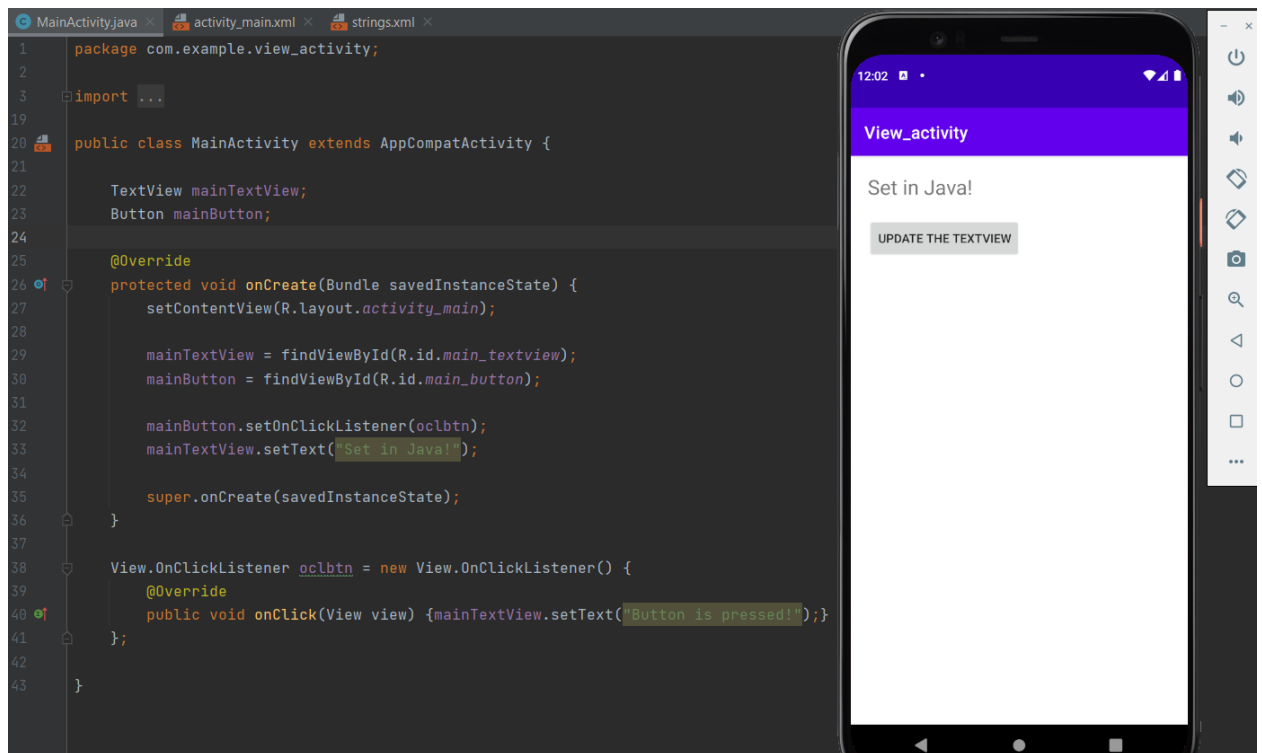 MainActivity.java × activity_main.xml × strings.xml ×
1 package com.example.view_activity;
2
3 import ...
19
20 public class MainActivity extends AppCompatActivity {
21
22 TextView mainTextView;
23 Button mainButton;
24
25 @Override
26 protected void onCreate(Bundle savedInstanceState) {
27 setContentView(R.layout.activity_main);
28
29 mainTextView = findViewById(R.id.main_textview);
30 mainButton = findViewById(R.id.main_button);
31
32 mainButton.setOnClickListener(oclbtn);
33 mainTextView.setText("Set in Java!");
34
35 super.onCreate(savedInstanceState);
36 }
37
38 View.OnClickListener oclbtn = new View.OnClickListener() {
39 @Override
40 public void onClick(View view) {mainTextView.setText("Button is pressed!");}
41 };
42
43 }
12:02
View_activity
Set in Java!
UPDATE THE TEXTVIEW